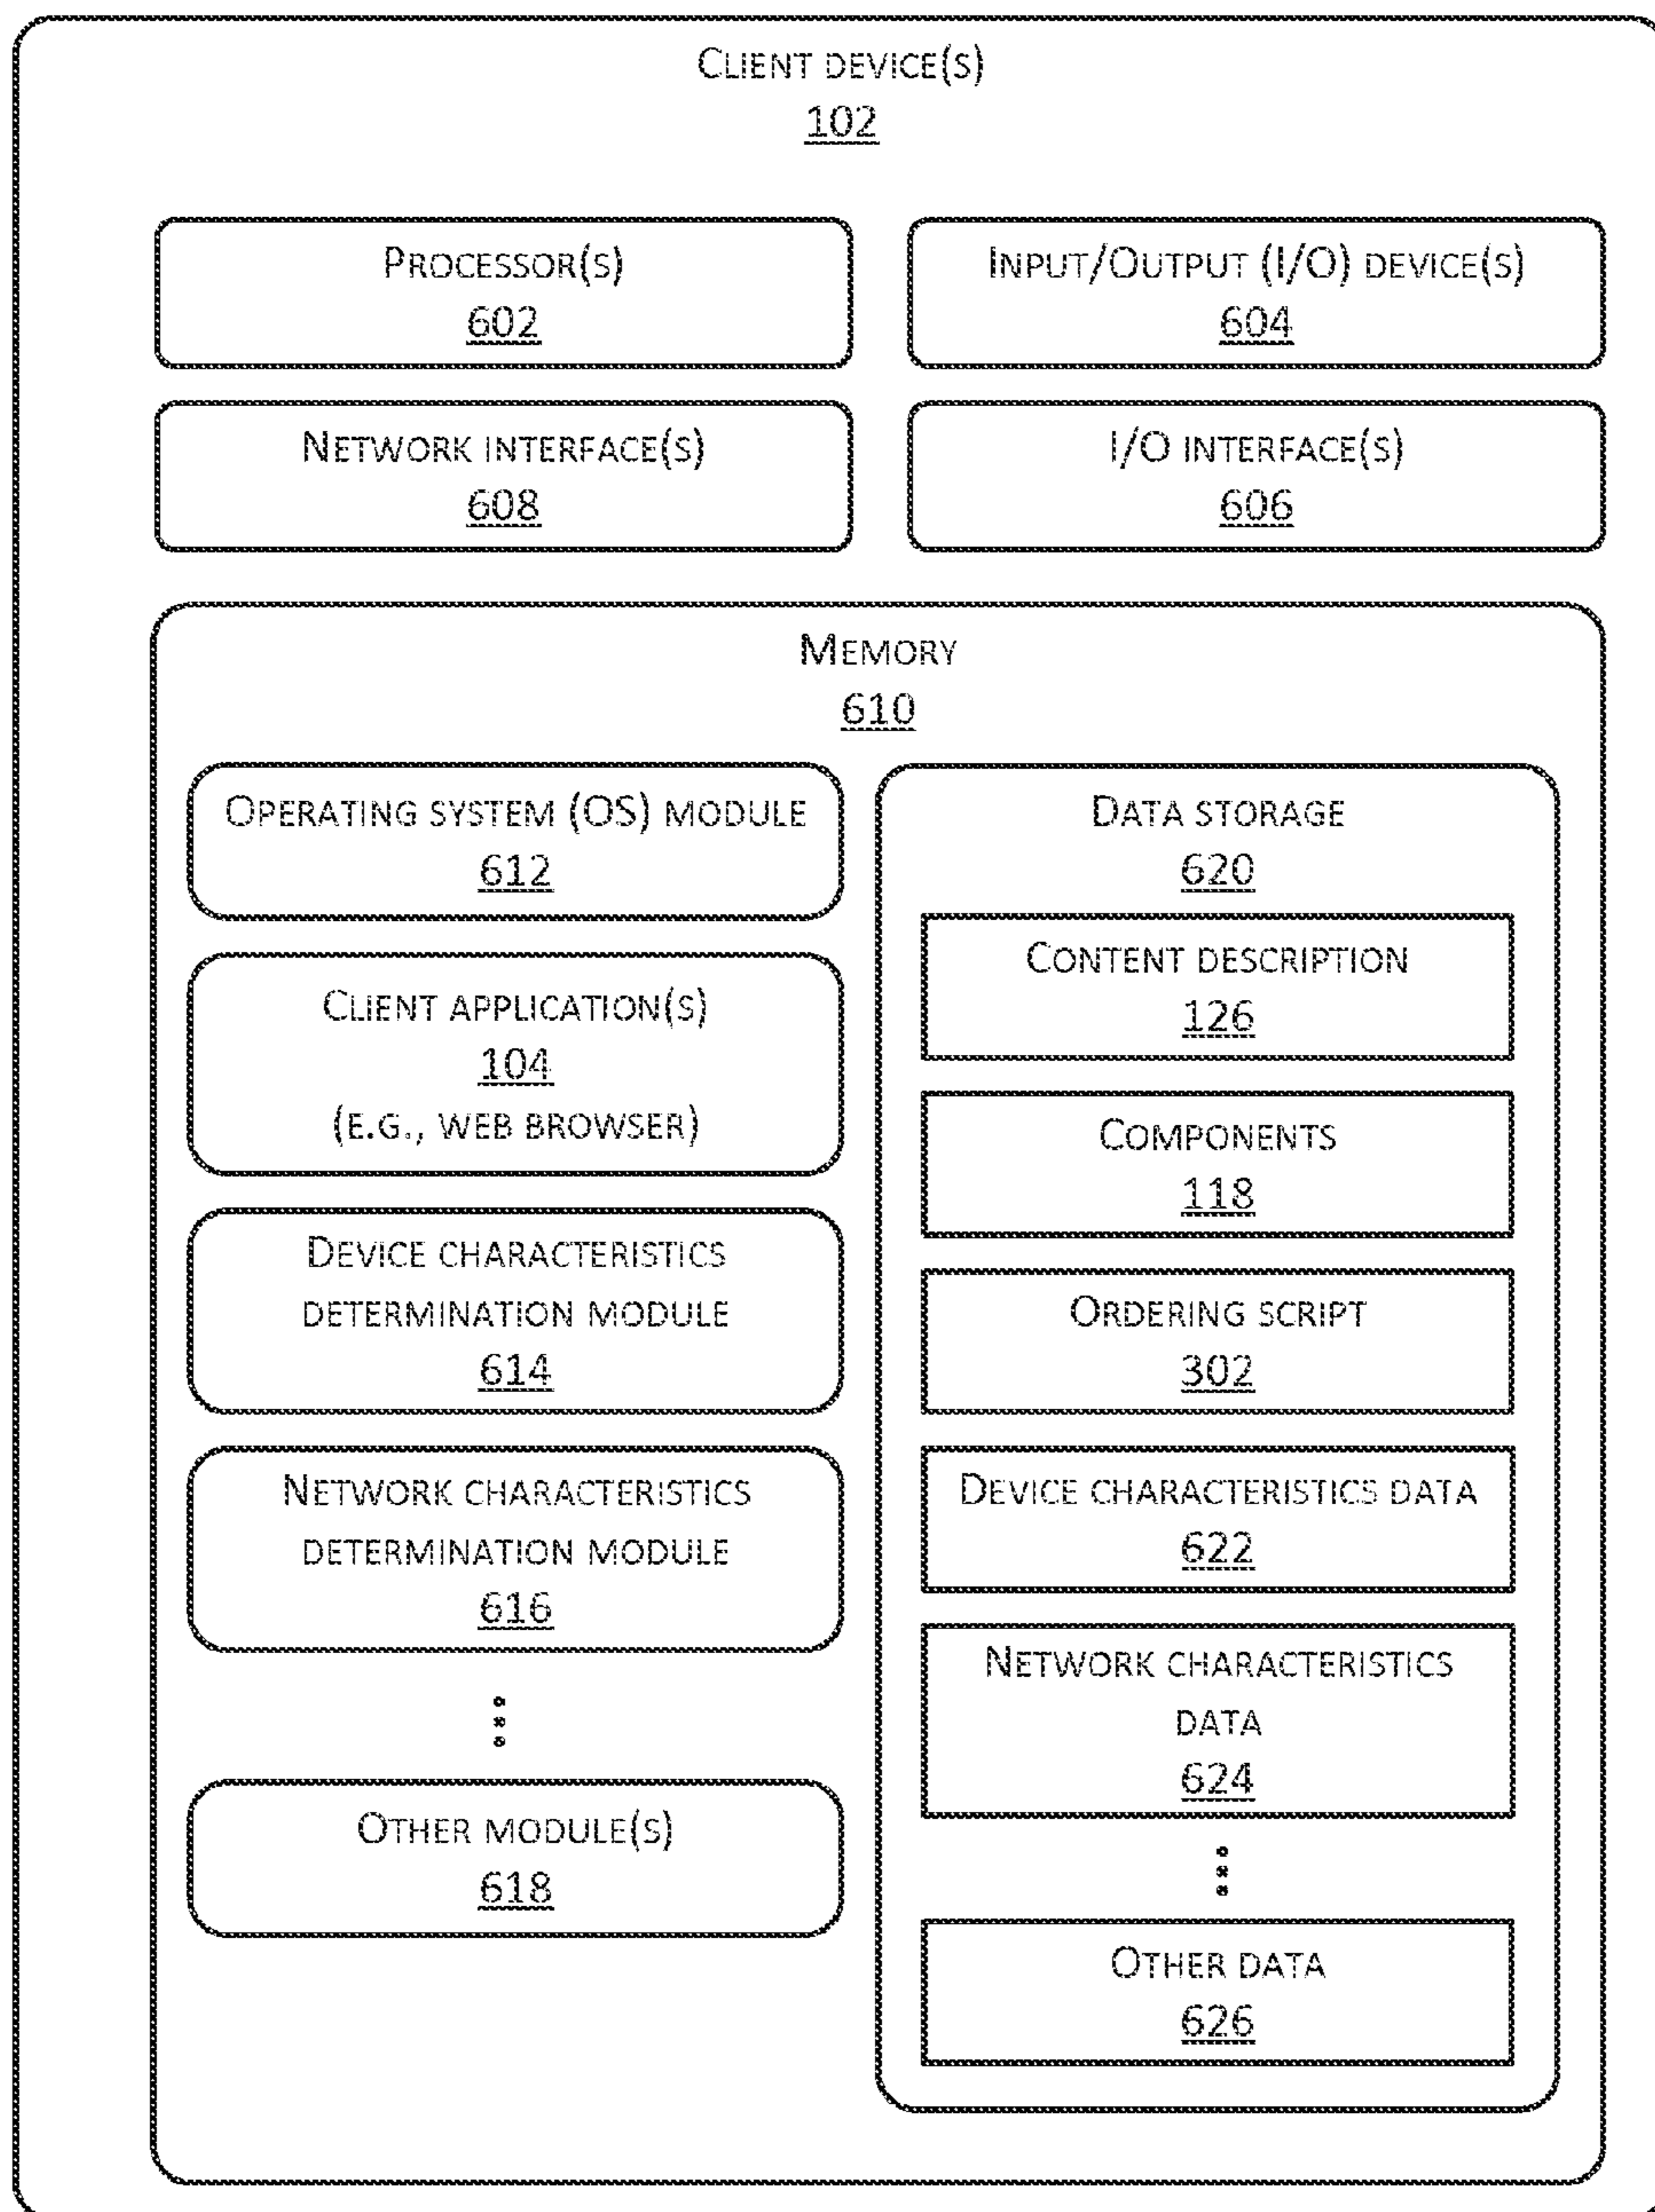 CLIENT DEVICE(S)
102
PROCESSOR(S)
602
INPUT/OUTPUT (I/O) DEVICE(S)
604
NETWORK INTERFACE(S)
608
I/O INTERFACE(S)
606
MEMORY
610
OPERATING SYSTEM (OS) MODULE
612
CLIENT APPLICATION(S)
104
(E.G., WEB BROWSER)
DEVICE CHARACTERISTICS
DETERMINATION MODULE
614
NETWORK CHARACTERISTICS
DETERMINATION MODULE
616
OTHER MODULE(S)
618
DATA STORAGE
620
CONTENT DESCRIPTION
126
COMPONENTS
118
ORDERING SCRIPT
302
DEVICE CHARACTERISTICS DATA
622
NETWORK CHARACTERISTICS
DATA
624
OTHER DATA
626